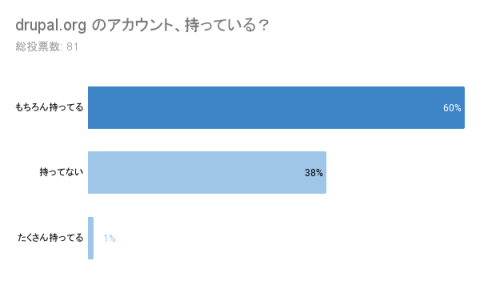 drupal.org のアカウント、持っている？
総投票数: 81
もちろん持ってる
60%
持ってない
38%
たくさん持ってる
1%